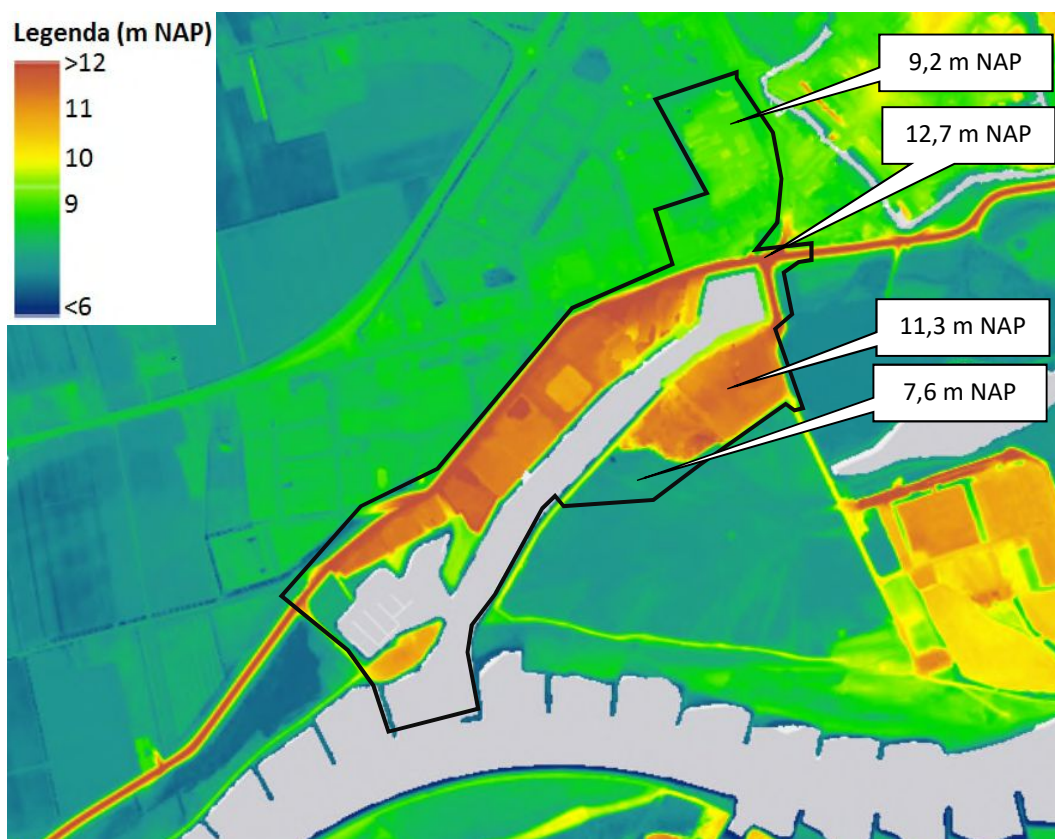 Legenda (m NAP)
>12
11
10
9
<6
9,2 m NAP
12,7 m NAP
11,3 m NAP
7,6 m NAP